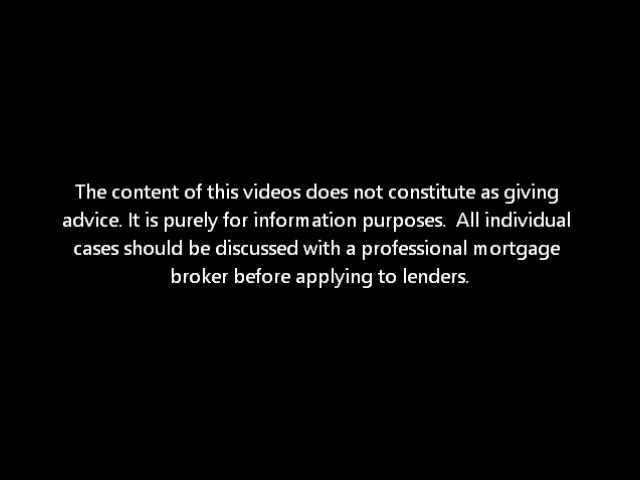 The content of this videos does not constitute as giving
advice. It is purely for information purposes.  All individual
cases should be discussed with a professional mortgage
broker before applying to lenders.